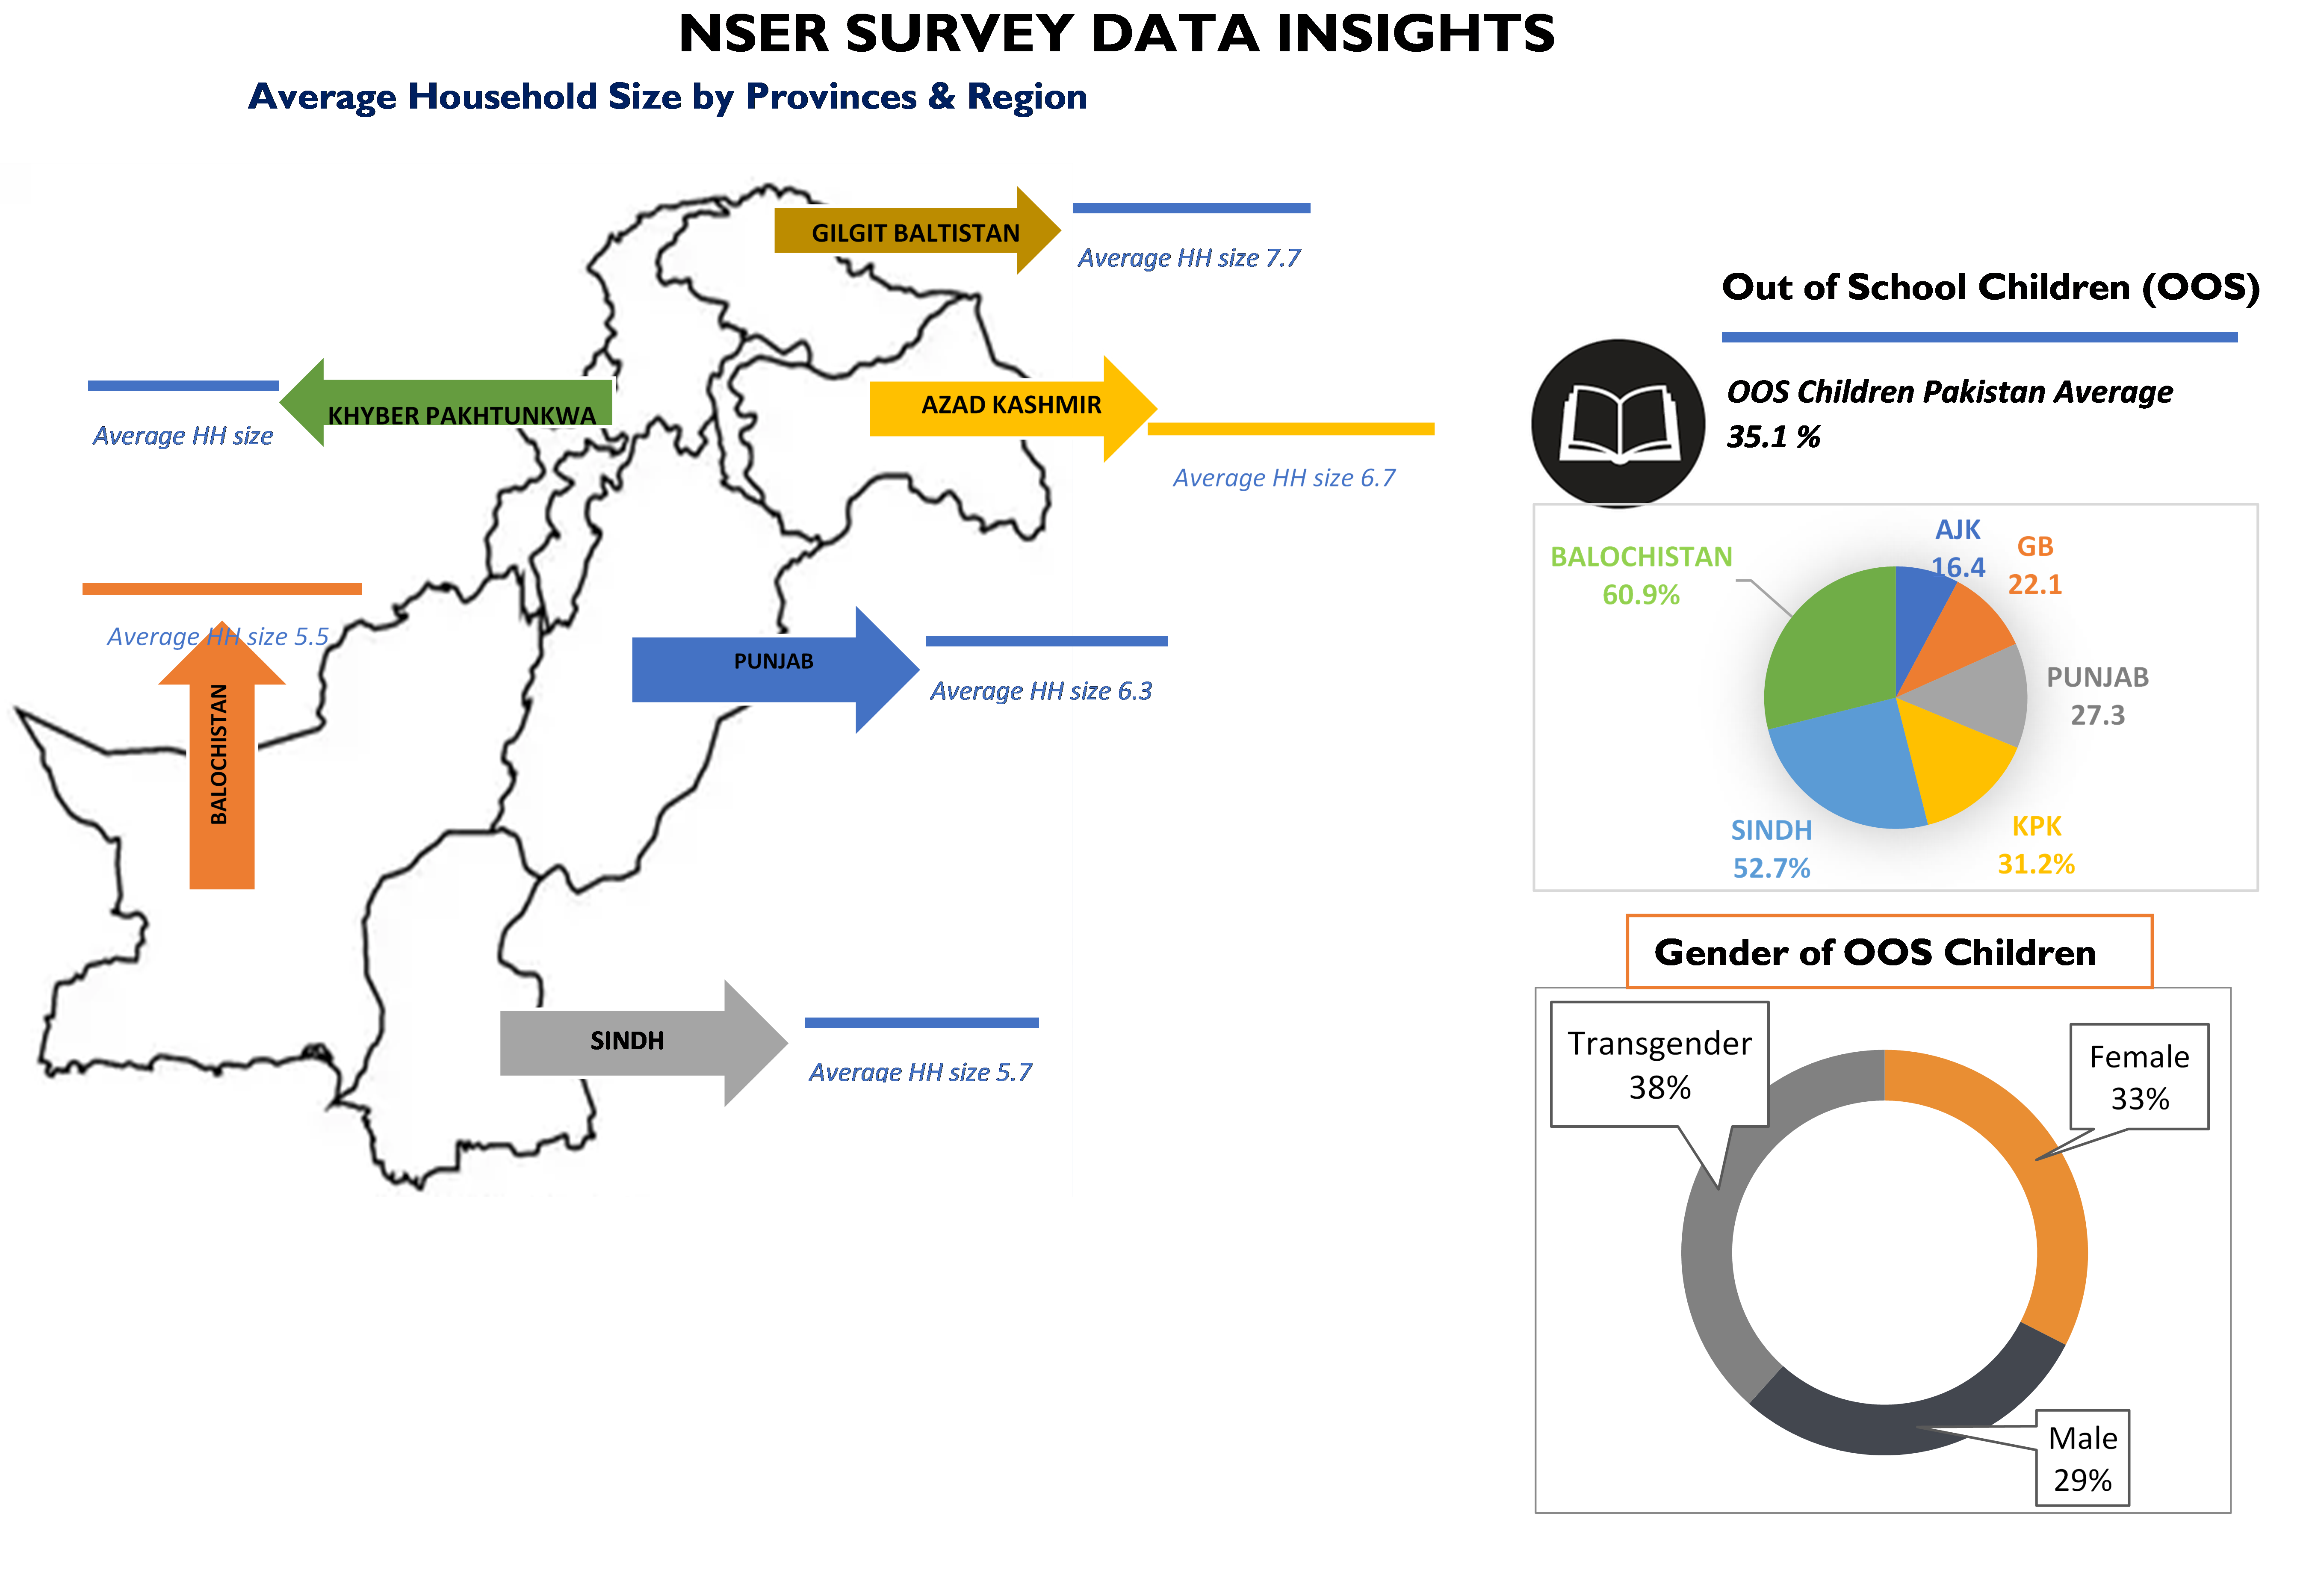 NSER SURVEY DATA INSIGHTS
Average Household Size by Provinces & Region
GILGIT BALTISTAN
Average HH size 7.7
KHYBER PAKHTUNKWA
Average HH size
AZAD KASHMIR
Average HH size 6.7
Average HH size 5.5
BALOCHISTAN
PUNJAB
Average HH size 6.3
SINDH
Average HH size 5.7
Out of School Children (OOS)
OOS Children Pakistan Average
35.1 %
AJK
16.4
GB
22.1
BALOCHISTAN
60.9%
PUNJAB
27.3
SINDH
52.7%
KPK
31.2%
Gender of OOS Children
Transgender
38%
Female
33%
Male
29%